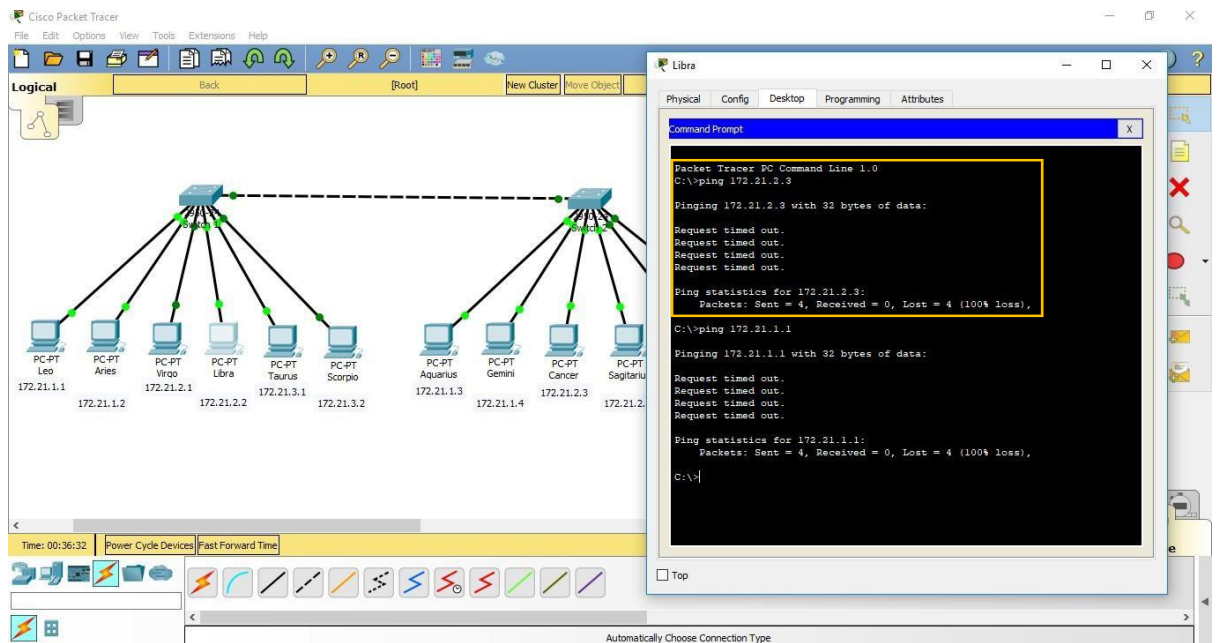 Cisco Packet Tracer
File Edit Options View Tools Extensions Help
Logical
Back
[Root]
New Cluster
Move Object
Switch 1
Switch 2
PC-PT
Leo
172.21.1.1
PC-PT
Aries
172.21.1.2
PC-PT
Virgo
172.21.2.1
PC-PT
Libra
172.21.2.2
PC-PT
Taurus
172.21.3.1
PC-PT
Scorpio
172.21.3.2
PC-PT
Aquarius
172.21.1.3
PC-PT
Gemini
172.21.1.4
PC-PT
Cancer
172.21.2.3
PC-PT
Sagitariu
172.21.2.
Libra
Physical Config Desktop Programming Attributes
Command Prompt
X
Packet Tracer PC Command Line 1.0
C:\>ping 172.21.2.3
Pinging 172.21.2.3 with 32 bytes of data:
Request timed out.
Request timed out.
Request timed out.
Request timed out.
Ping statistics for 172.21.2.3:
Packets: Sent = 4, Received = 0, Lost = 4 (100% loss),
C:\>ping 172.21.1.1
Pinging 172.21.1.1 with 32 bytes of data:
Request timed out.
Request timed out.
Request timed out.
Request timed out.
Ping statistics for 172.21.1.1:
Packets: Sent = 4, Received = 0, Lost = 4 (100% loss),
C:\>
Top
Time: 00:36:32
Power Cycle Devices
Fast Forward Time
e
Automatically Choose Connection Type